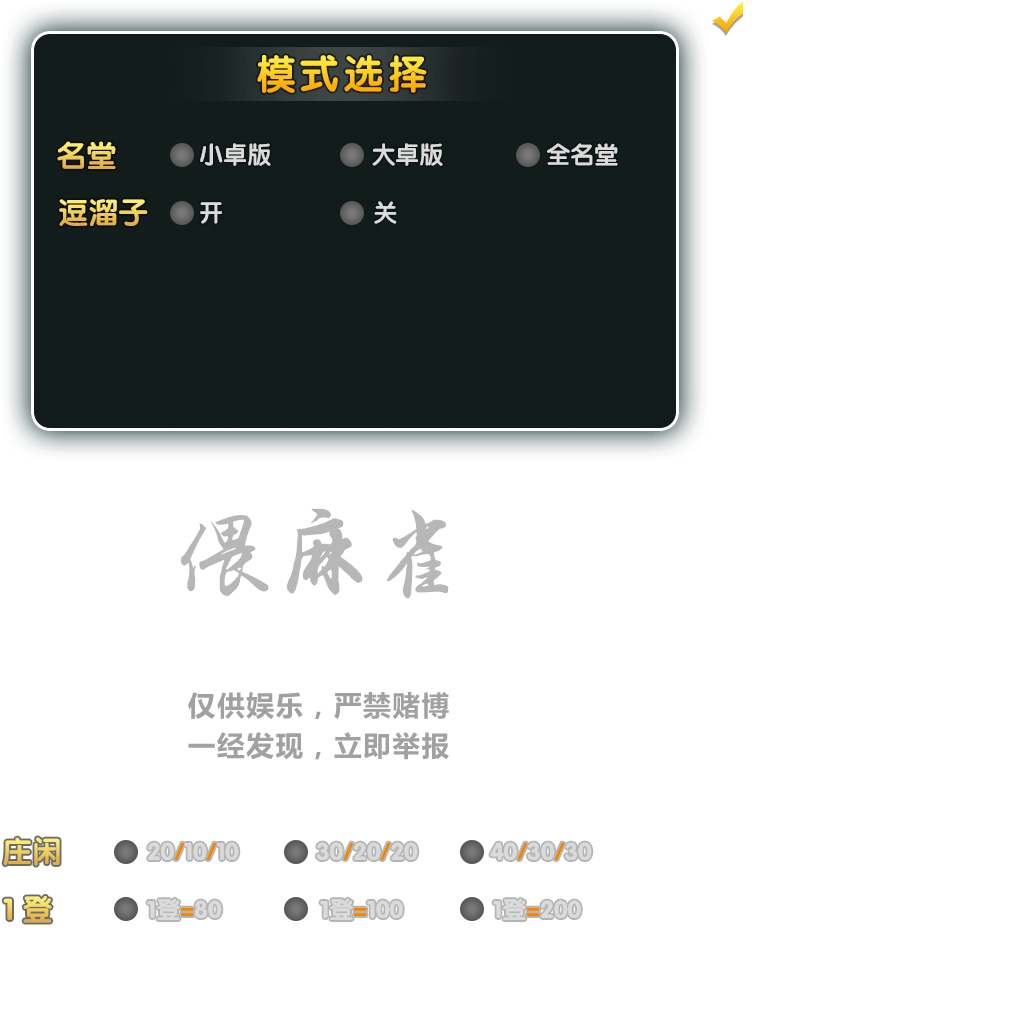 模式选择
名堂 小卓版 大卓版 全名堂
逗溜子 开 关
偎麻雀
仅供娱乐，严禁赌博
一经发现，立即举报
庄闲 20/10/10 30/20/20 40/30/30
1登 1登=80 1登=100 1登=200